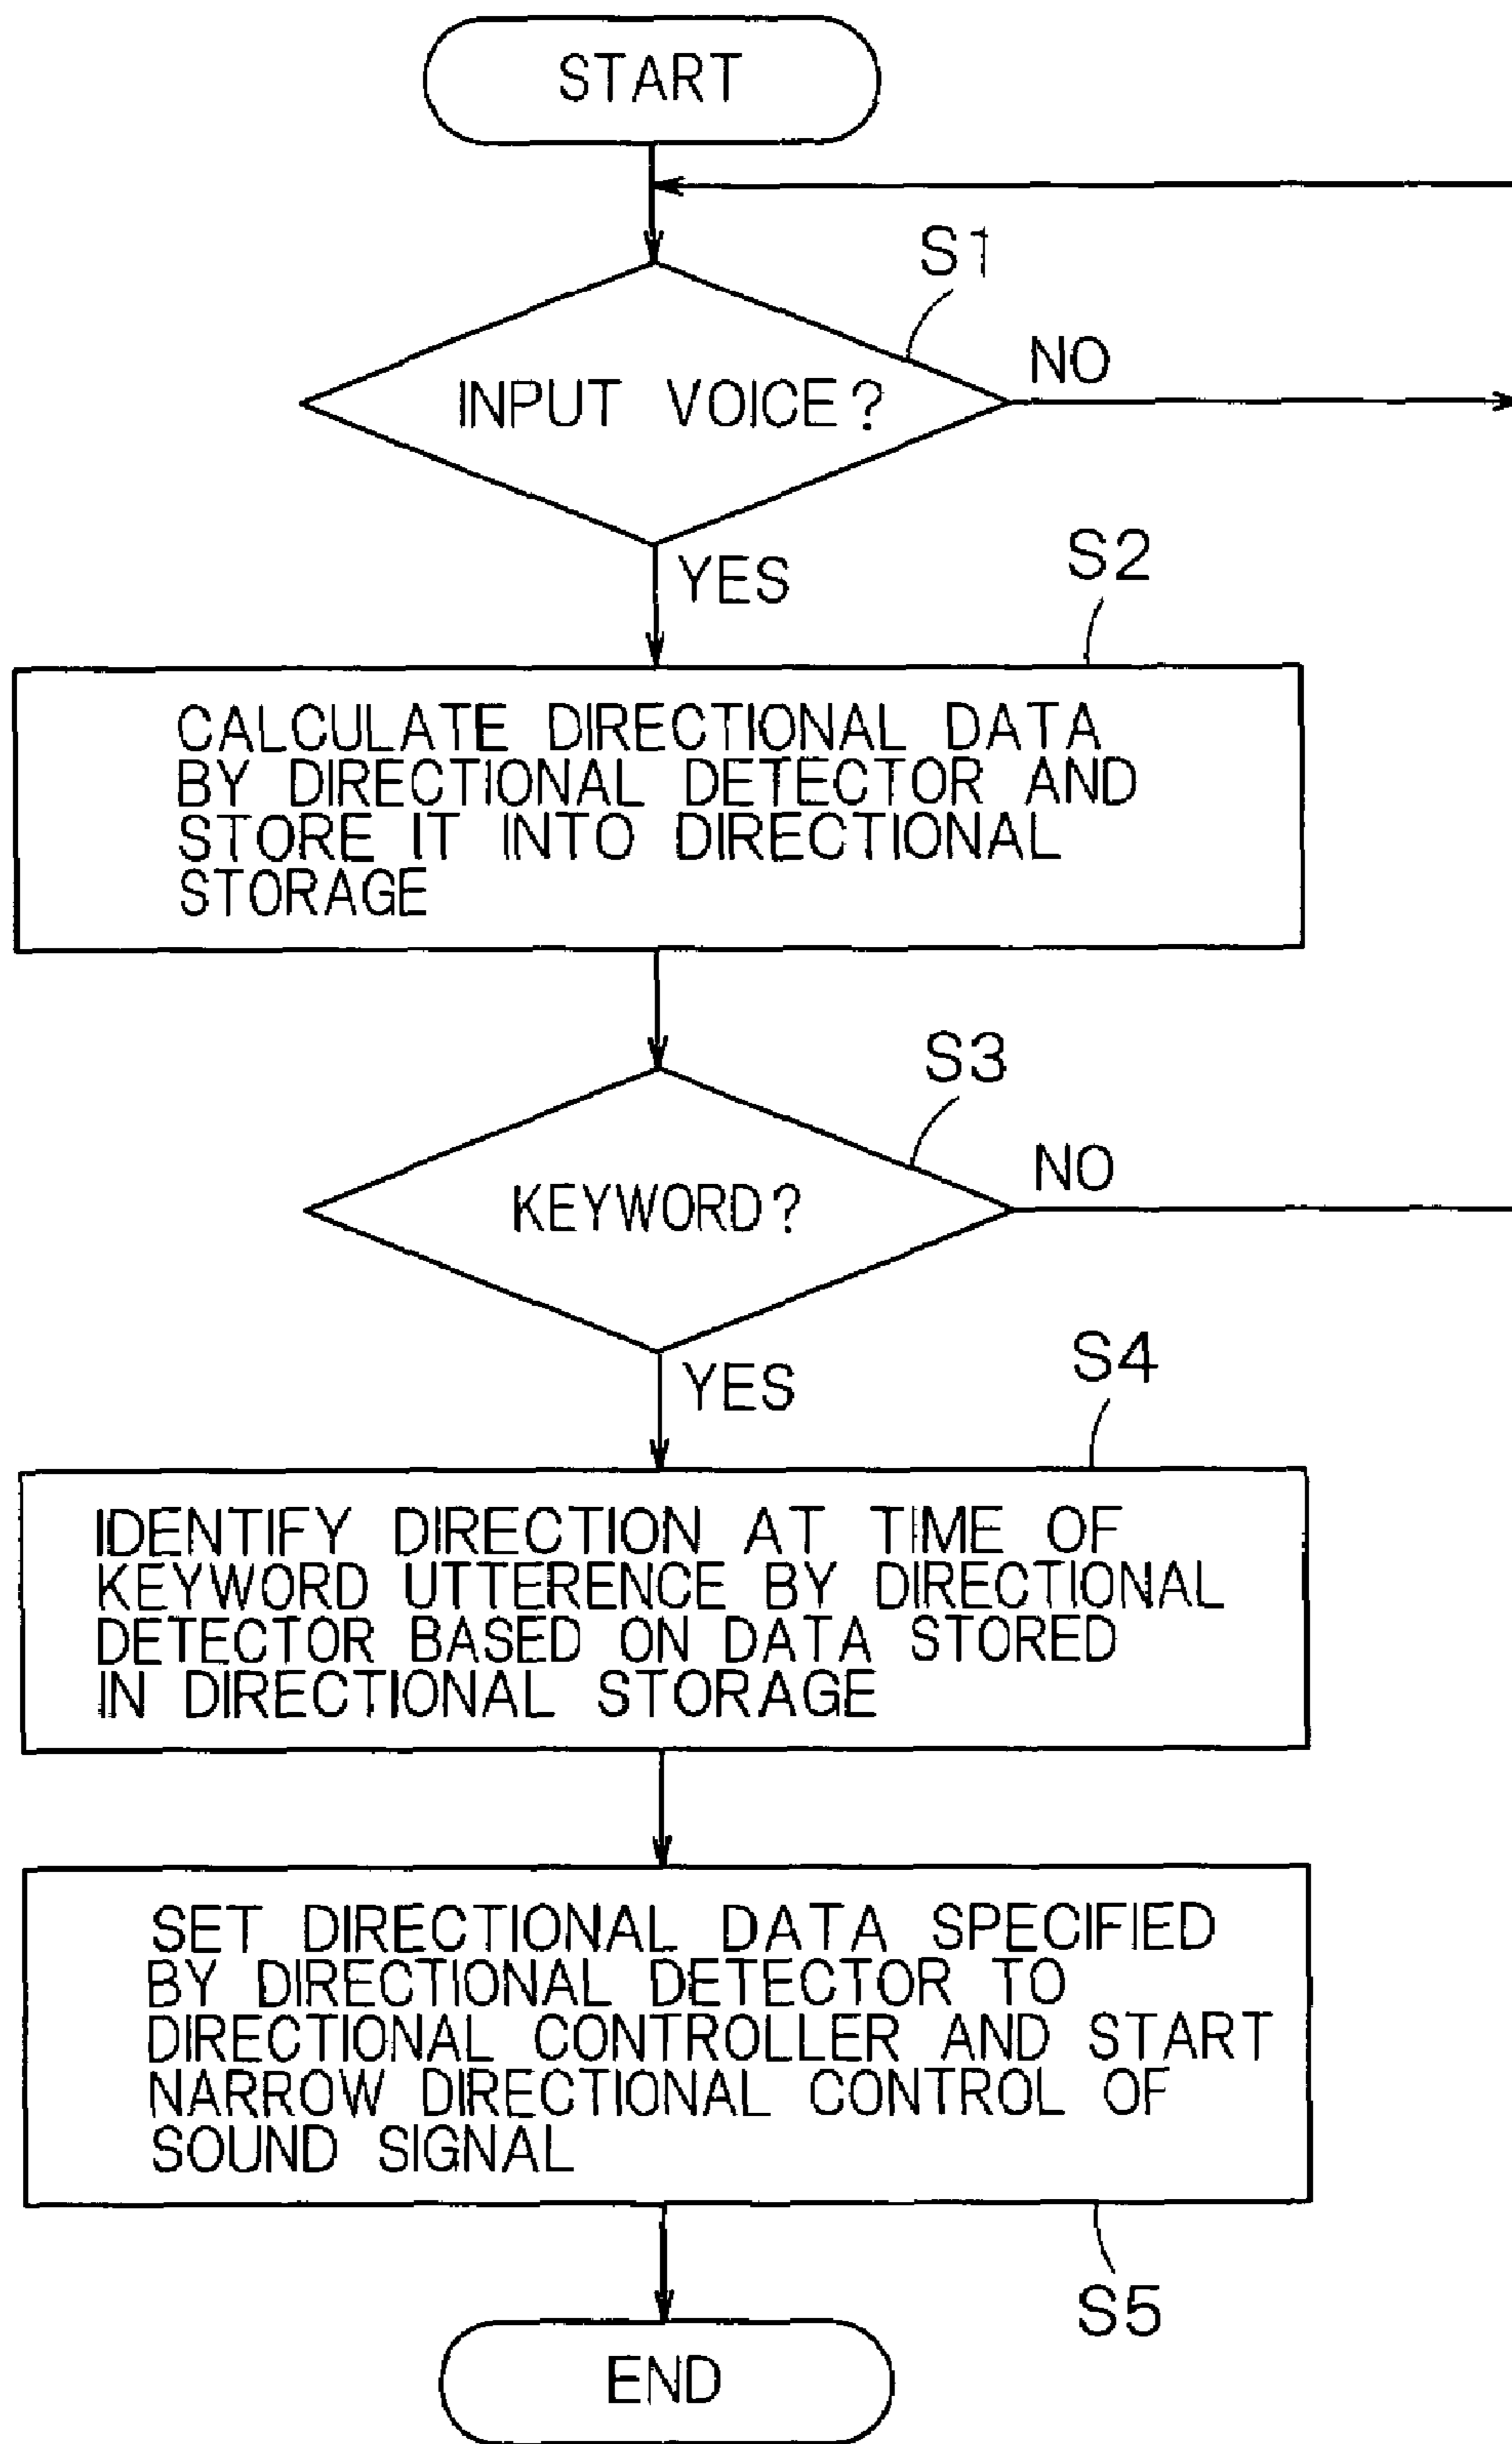 START
S1
INPUT VOICE?
NO
YES
S2
CALCULATE DIRECTIONAL DATA
BY DIRECTIONAL DETECTOR AND
STORE IT INTO DIRECTIONAL
STORAGE
S3
KEYWORD?
NO
YES
S4
IDENTIFY DIRECTION AT TIME OF
KEYWORD UTTERENCE BY DIRECTIONAL
DETECTOR BASED ON DATA STORED
IN DIRECTIONAL STORAGE
SET DIRECTIONAL DATA SPECIFIED
BY DIRECTIONAL DETECTOR TO
DIRECTIONAL CONTROLLER AND START
NARROW DIRECTIONAL CONTROL OF
SOUND SIGNAL
S5
END